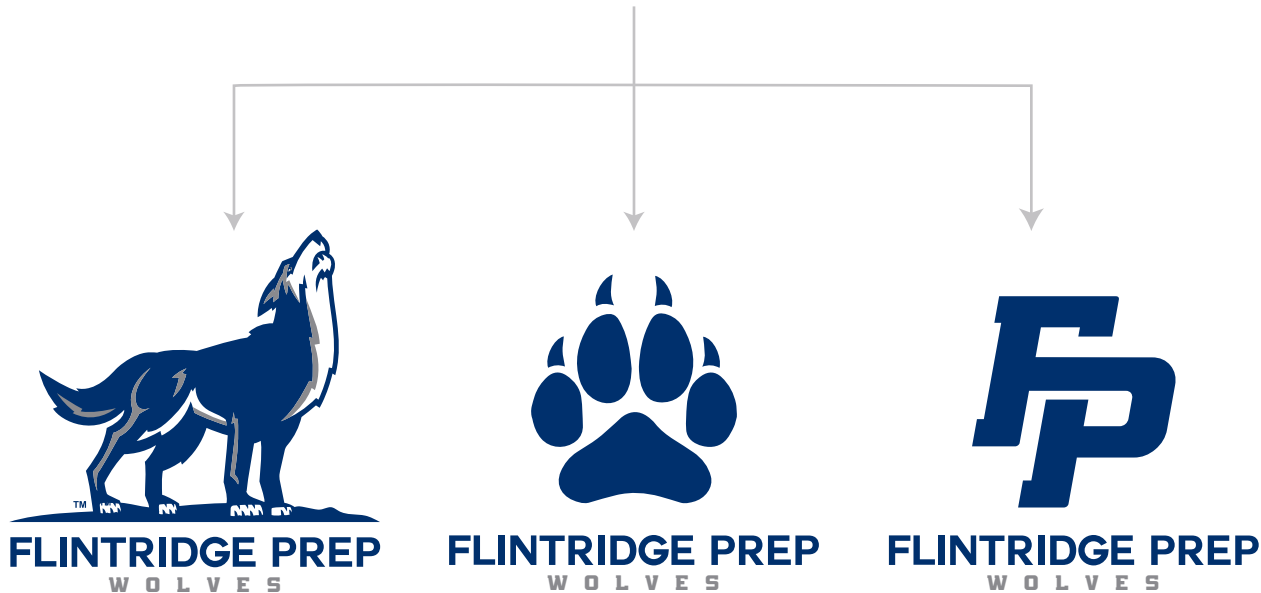 TM
FLINTRIDGE PREP
WOLVES
FLINTRIDGE PREP
WOLVES
FP
FLINTRIDGE PREP
WOLVES